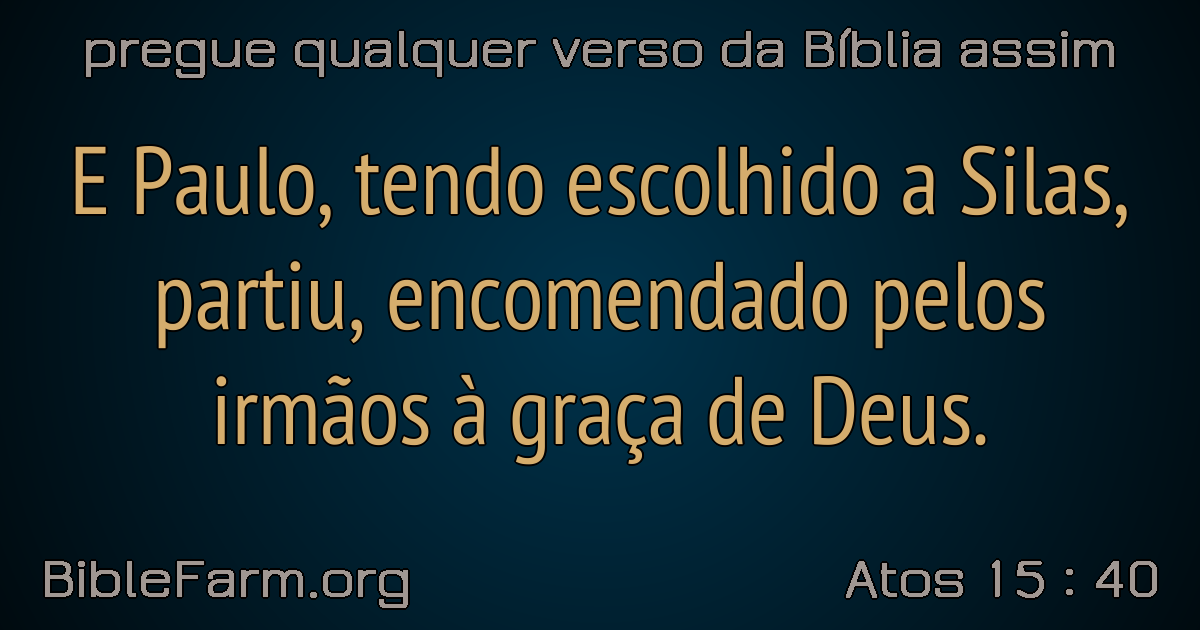 pregue qualquer verso da Bíblia assim
E Paulo, tendo escolhido a Silas,
partiu, encomendado pelos
irmãos à graça de Deus.
BibleFarm.org
Atos 15 : 40